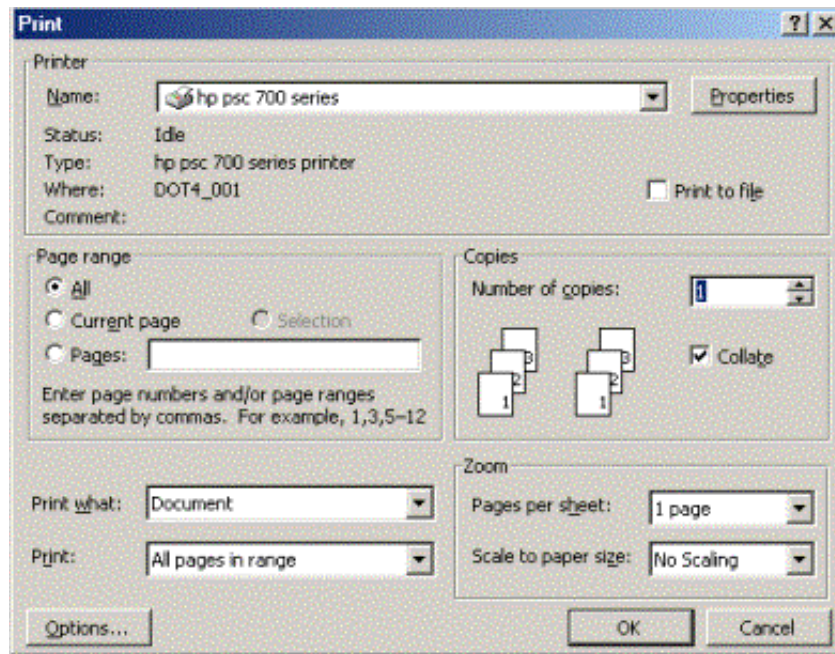 Print
Printer
Name: hp psc 700 series Properties
Status: Idle
Type: hp psc 700 series printer
Where: DOT4_001 Print to file
Comment:
Page range
All
Current page Selection
Pages:
Enter page numbers and/or page ranges
separated by commas. For example, 1,3,5–12
Copies
Number of copies: 1
3 3
2 2
1 1
Collate
Print what: Document
Print: All pages in range
Zoom
Pages per sheet: 1 page
Scale to paper size: No Scaling
Options... OK Cancel